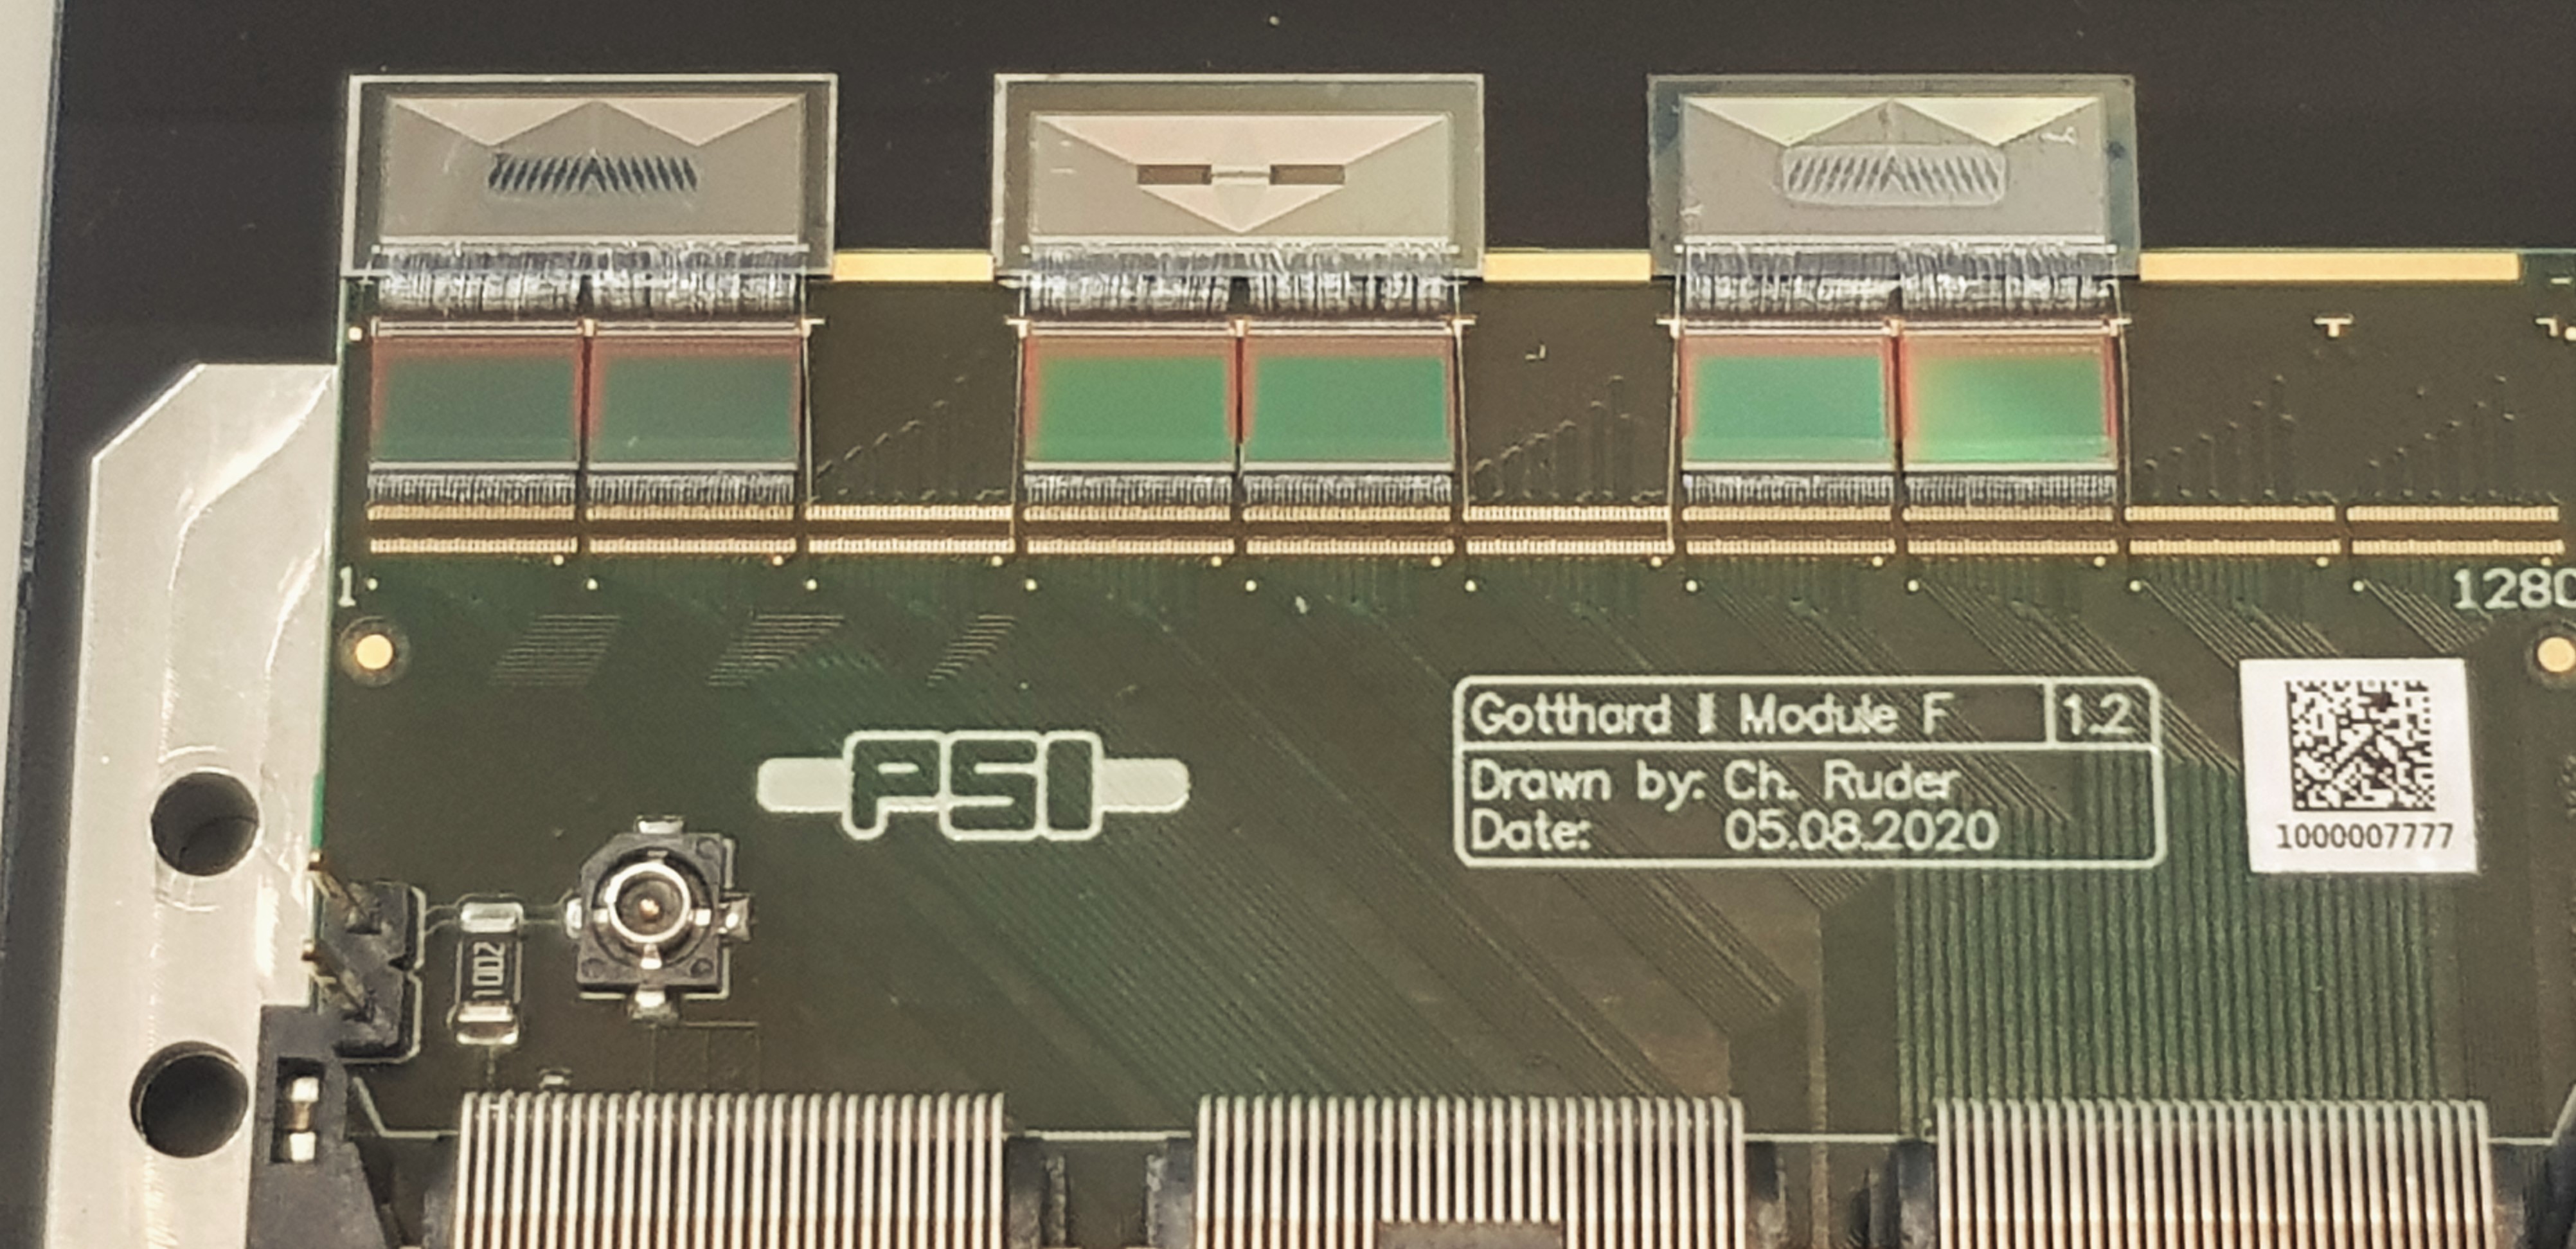 1
1280
PSI
Gotthard II Module F 1.2
Drawn by: Ch. Ruder
Date: 05.08.2020
1000007777
1002